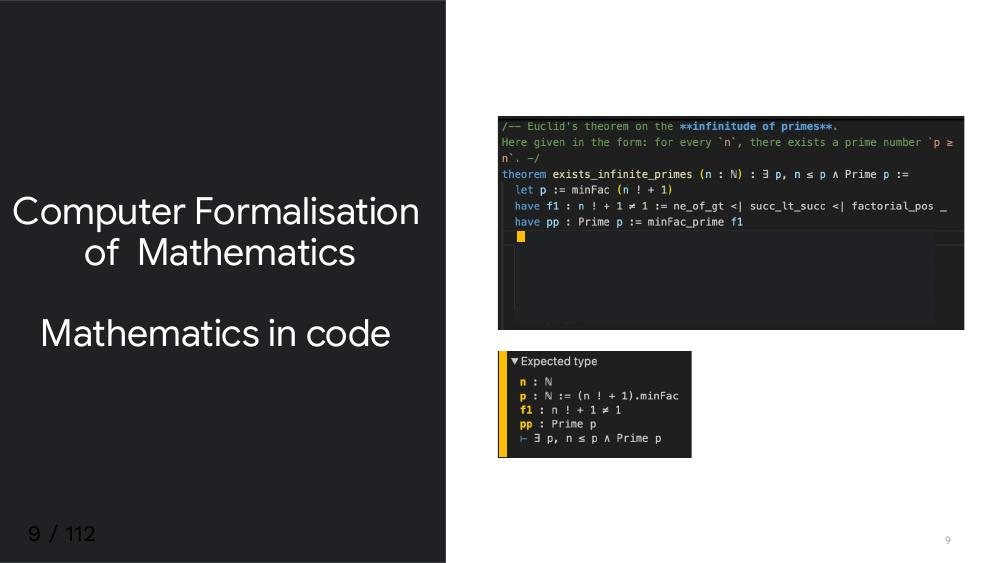 Computer Formalisation
of  Mathematics
Mathematics in code
9 / 112
/-- Euclid's theorem on the **infinitude of primes**.
Here given in the form: for every `n`, there exists a prime number `p ≥
n`. -/
theorem exists_infinite_primes (n : ℕ) : ∃ p, n ≤ p ∧ Prime p :=
let p := minFac (n ! + 1)
have f1 : n ! + 1 ≠ 1 := ne_of_gt <| succ_lt_succ <| factorial_pos _
have pp : Prime p := minFac_prime f1
▼Expected type
n : ℕ
p : ℕ := (n ! + 1).minFac
f1 : n ! + 1 ≠ 1
pp : Prime p
⊢ ∃ p, n ≤ p ∧ Prime p
9